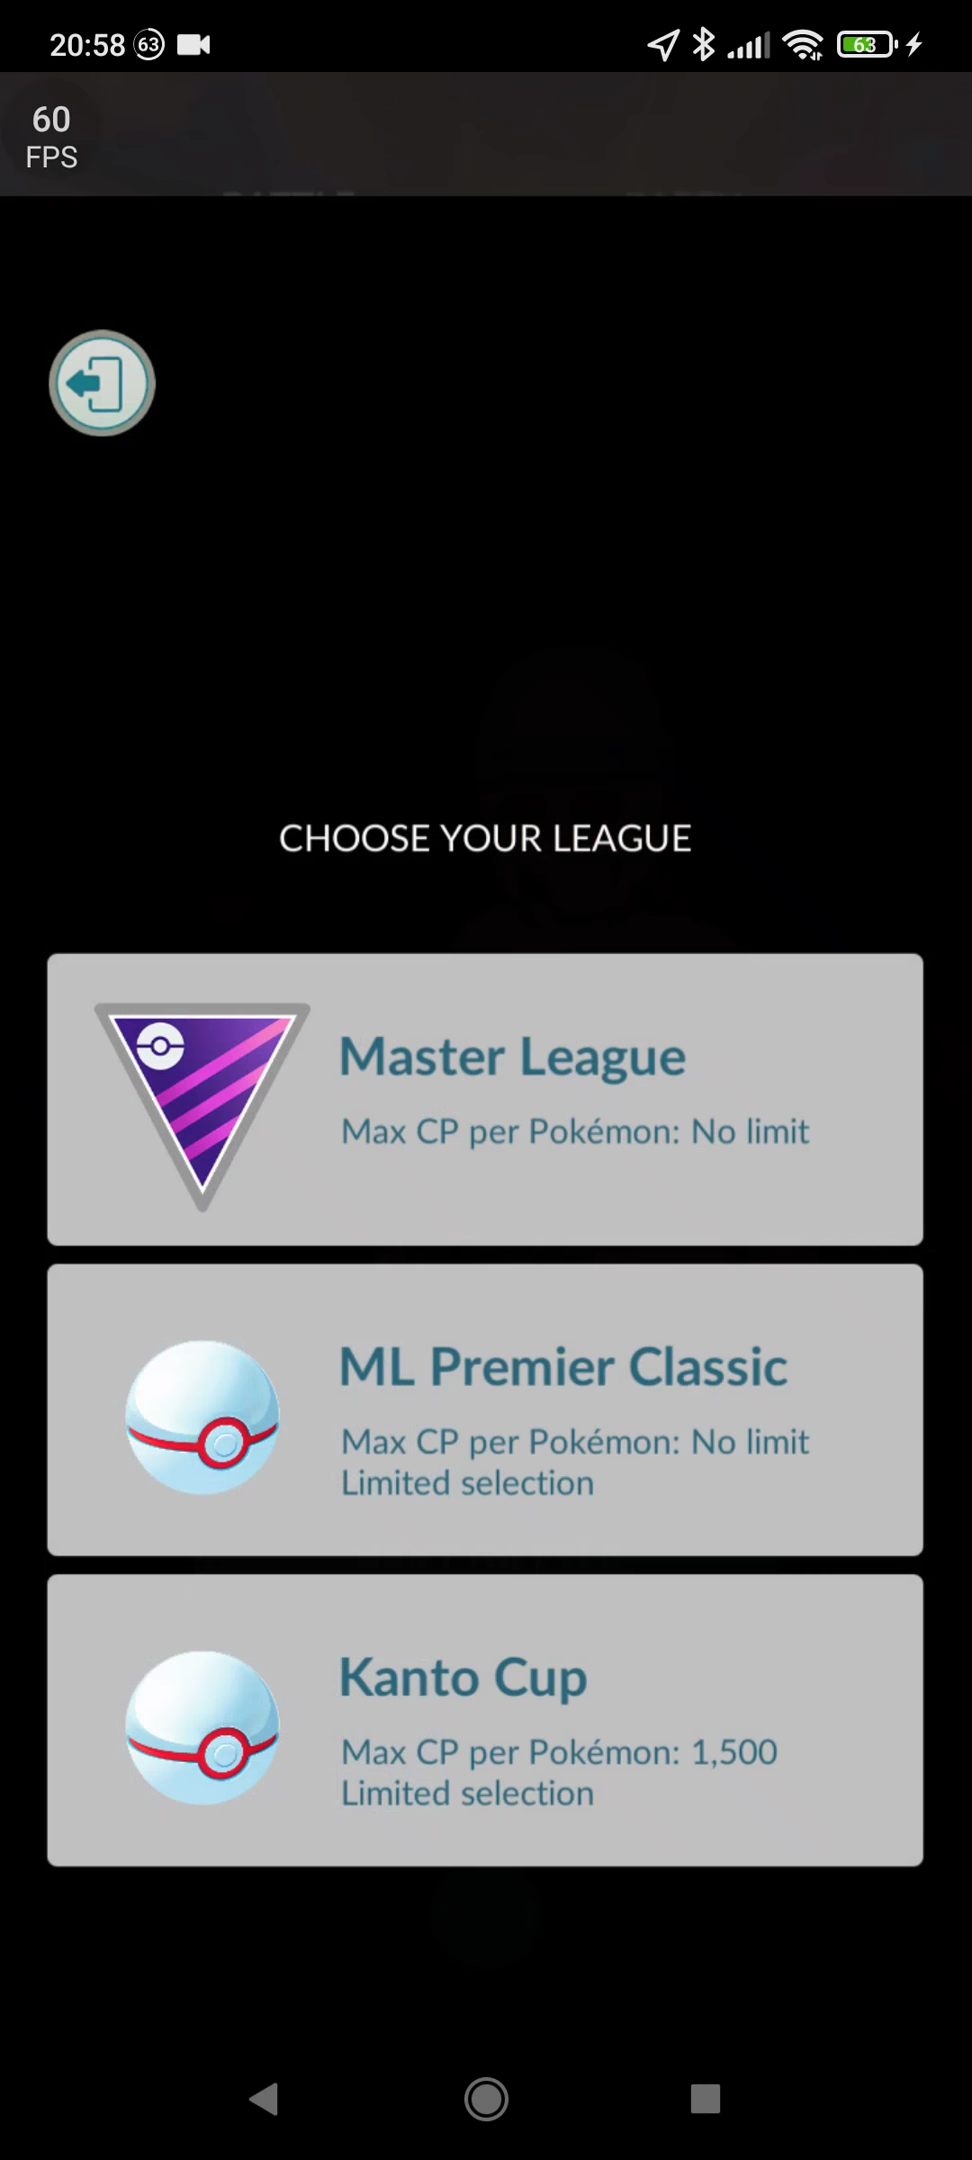 20:58 63
63
60
FPS
CHOOSE YOUR LEAGUE
Master League
Max CP per Pokémon: No limit
ML Premier Classic
Max CP per Pokémon: No limit
Limited selection
Kanto Cup
Max CP per Pokémon: 1,500
Limited selection